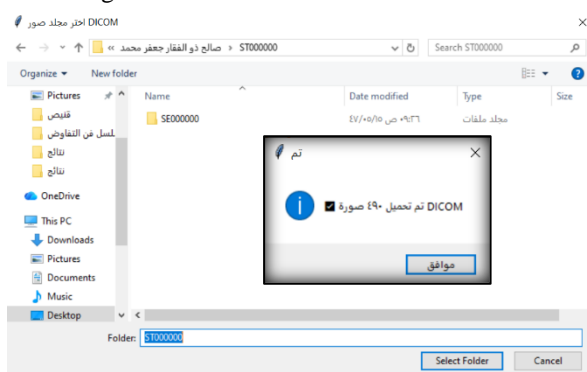 اختر مجلد صور DICOM
« صالح ذو الفقار جعفر محمد › ST000000
Search ST000000
Organize
New folder
Name
Date modified
Type
Size
Pictures
قنيص
لسل فن التفاوض
نتائج
نتائج
OneDrive
This PC
Downloads
Pictures
Documents
Music
Desktop
SE000000
٠٩:٢٦ ص ٤٧/٠٥/١٥
مجلد ملفات
تم
تم تحميل ٤٩٠ صورة DICOM
موافق
Folder: ST000000
Select Folder
Cancel